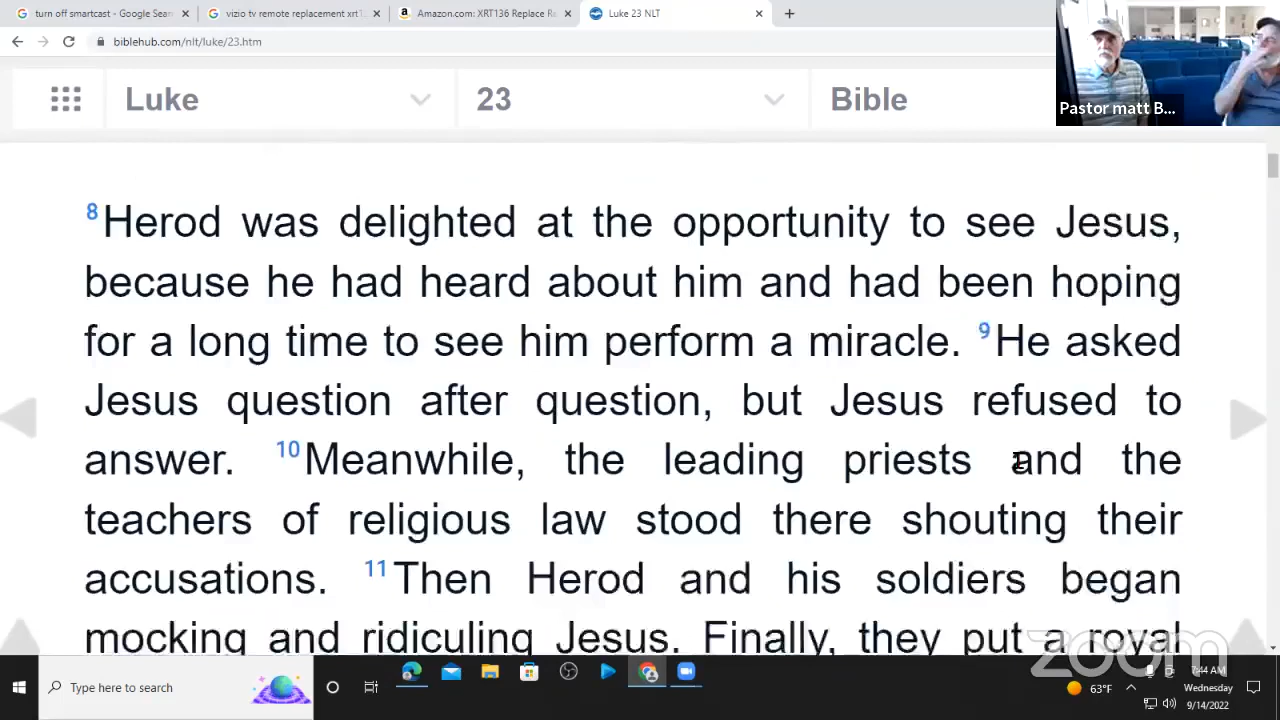 turn off smartcast - Google Sear
vizio tv remote replacement xrt1
Amazon.com: XRT136 Replace Re
Luke 23 NLT
biblehub.com/nlt/luke/23.htm
Luke
23
Bible
Pastor matt B...
8Herod was delighted at the opportunity to see Jesus,
because he had heard about him and had been hoping
for a long time to see him perform a miracle. 9He asked
Jesus question after question, but Jesus refused to
answer. 10Meanwhile, the leading priests and the
teachers of religious law stood there shouting their
accusations. 11Then Herod and his soldiers began
mocking and ridiculing Jesus. Finally, they put a royal
zoom
Type here to search
63°F
7:44 AM
Wednesday
9/14/2022